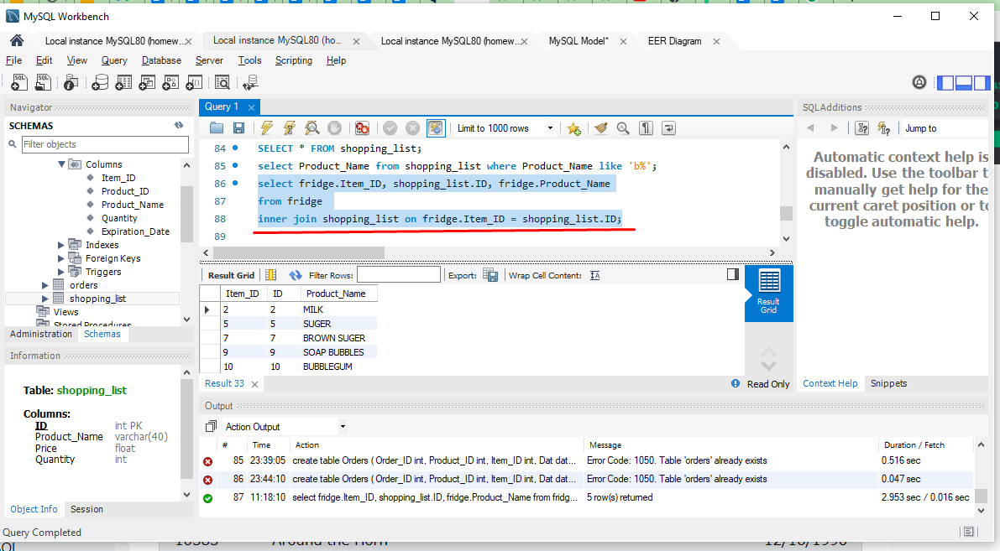 MySQL Workbench
Local instance MySQL80 (homew...
Local instance MySQL80 (ho...
Local instance MySQL80 (homew...
MySQL Model*
EER Diagram
File Edit View Query Database Server Tools Scripting Help
Navigator
SCHEMAS
Filter objects
Columns
Item_ID
Product_ID
Product_Name
Quantity
Expiration_Date
Indexes
Foreign Keys
Triggers
orders
shopping_list
Views
Stored Procedures
Administration Schemas
Information
Table: shopping_list
Columns:
ID int PK
Product_Name varchar(40)
Price float
Quantity int
Object Info Session
Query 1
Limit to 1000 rows
84 SELECT * FROM shopping_list;
85 select Product_Name from shopping_list where Product_Name like 'b%';
86 select fridge.Item_ID, shopping_list.ID, fridge.Product_Name
87 from fridge
88 inner join shopping_list on fridge.Item_ID = shopping_list.ID;
89
Result Grid Filter Rows: Export: Wrap Cell Content:
Item_ID ID Product_Name
2 2 MILK
5 5 SUGER
7 7 BROWN SUGER
9 9 SOAP BUBBLES
10 10 BUBBLEGUM
Result Grid
Result 33
Read Only
Output
Action Output
# Time Action Message Duration / Fetch
85 23:39:05 create table Orders ( Order_ID int, Product_ID int, Item_ID int, Dat dat... Error Code: 1050. Table 'orders' already exists 0.516 sec
86 23:44:10 create table Orders ( Order_ID int, Product_ID int, Item_ID int, Dat dat... Error Code: 1050. Table 'orders' already exists 0.047 sec
87 11:18:10 select fridge.Item_ID, shopping_list.ID, fridge.Product_Name from fridg... 5 row(s) returned 2.953 sec / 0.016 sec
SQLAdditions
Jump to
Automatic context help is
disabled. Use the toolbar t
manually get help for the
current caret position or to
toggle automatic help.
Context Help Snippets
Query Completed